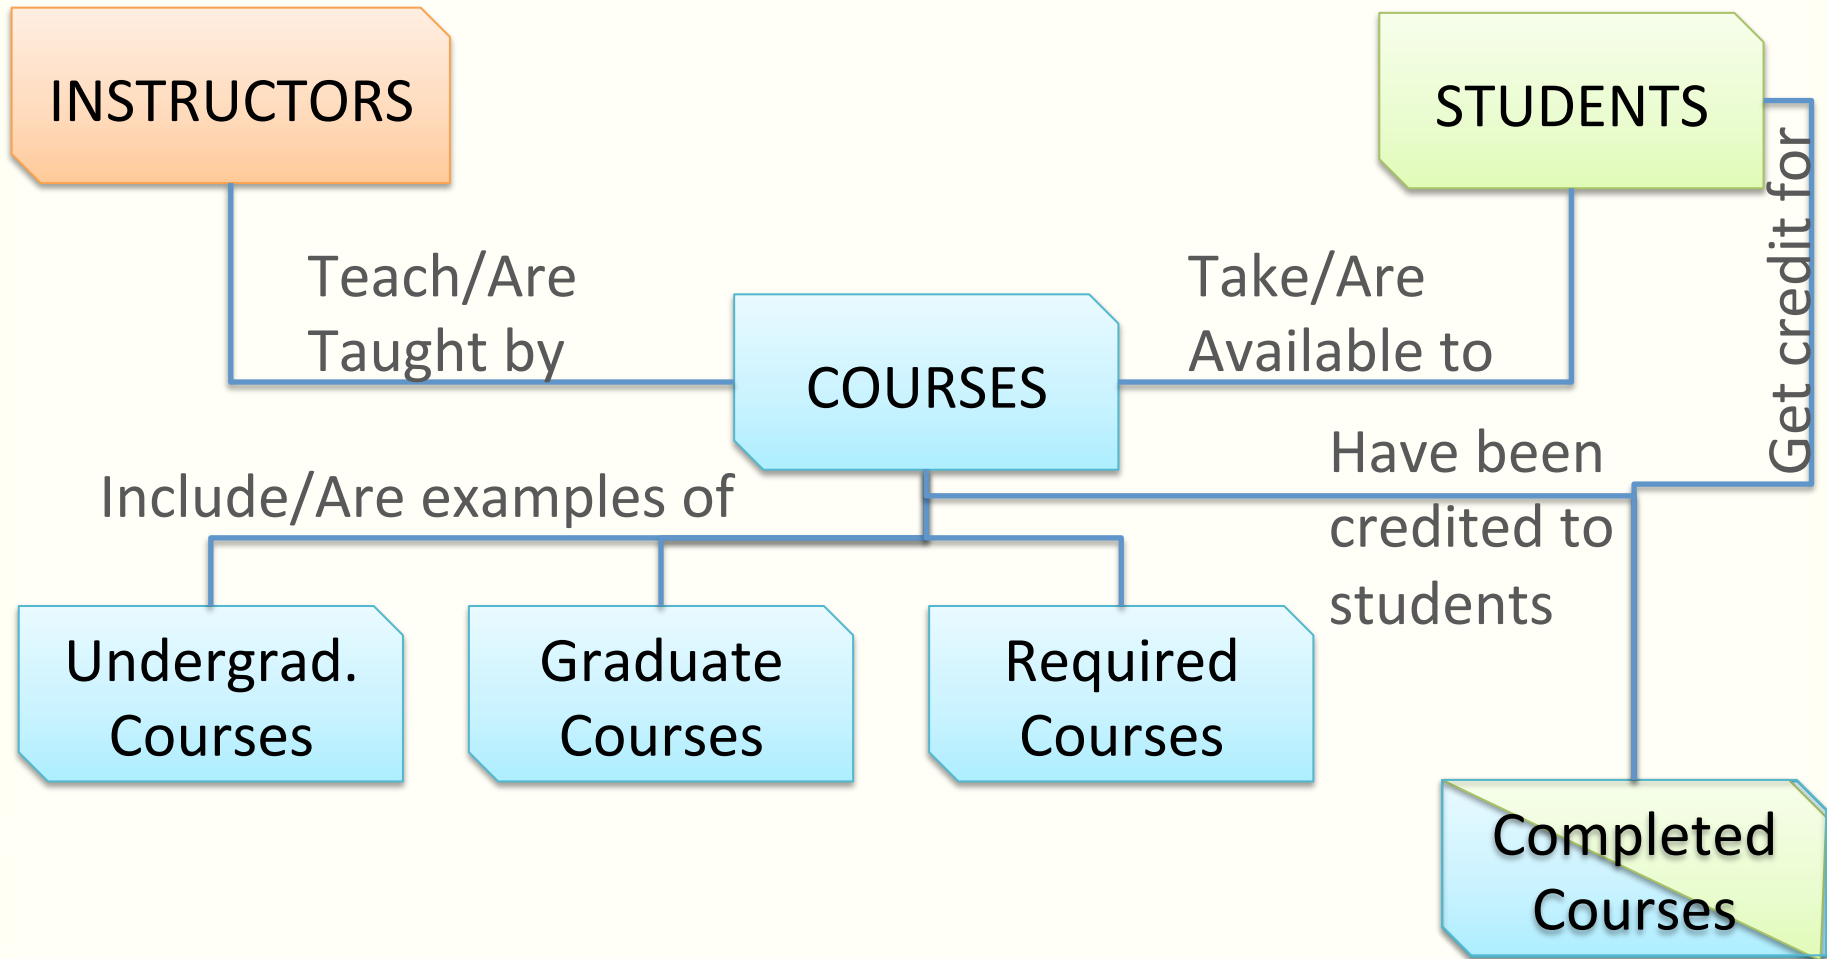 INSTRUCTORS
STUDENTS
Get credit for
Teach/Are
Taught by
Take/Are
Available to
COURSES
Include/Are examples of
Have been
credited to
students
Undergrad.
Courses
Graduate
Courses
Required
Courses
Completed
Courses